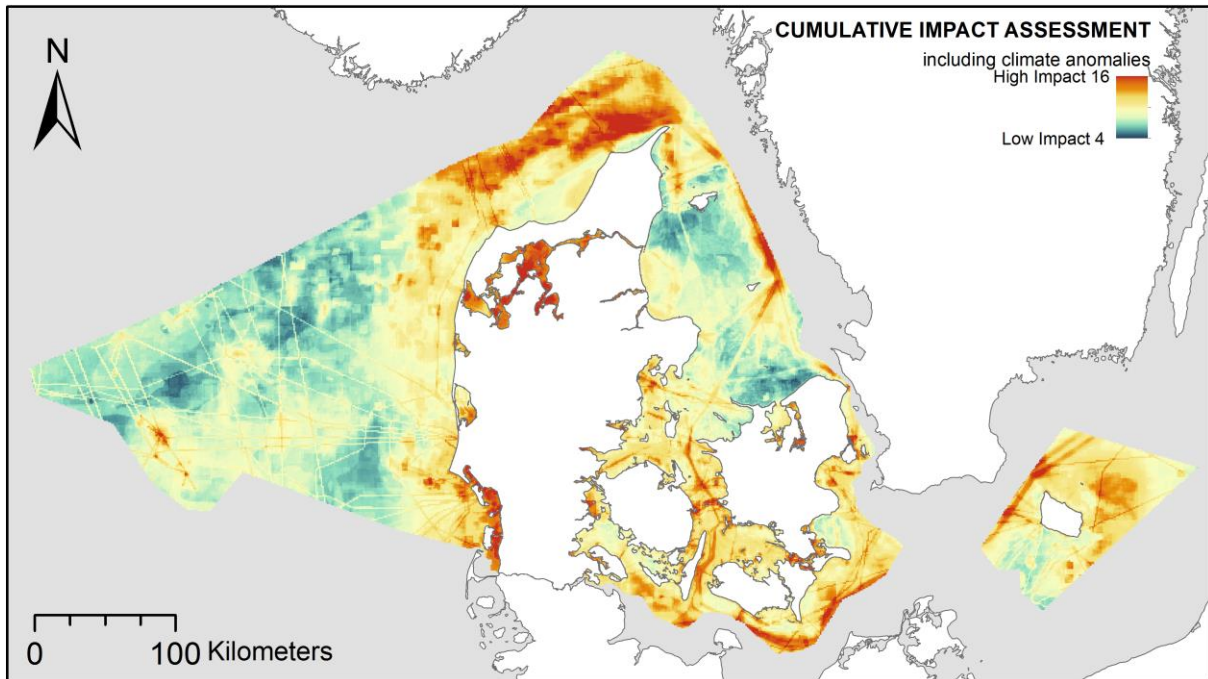 CUMULATIVE IMPACT ASSESSMENT
including climate anomalies
High Impact 16
Low Impact 4
N
0 100 Kilometers